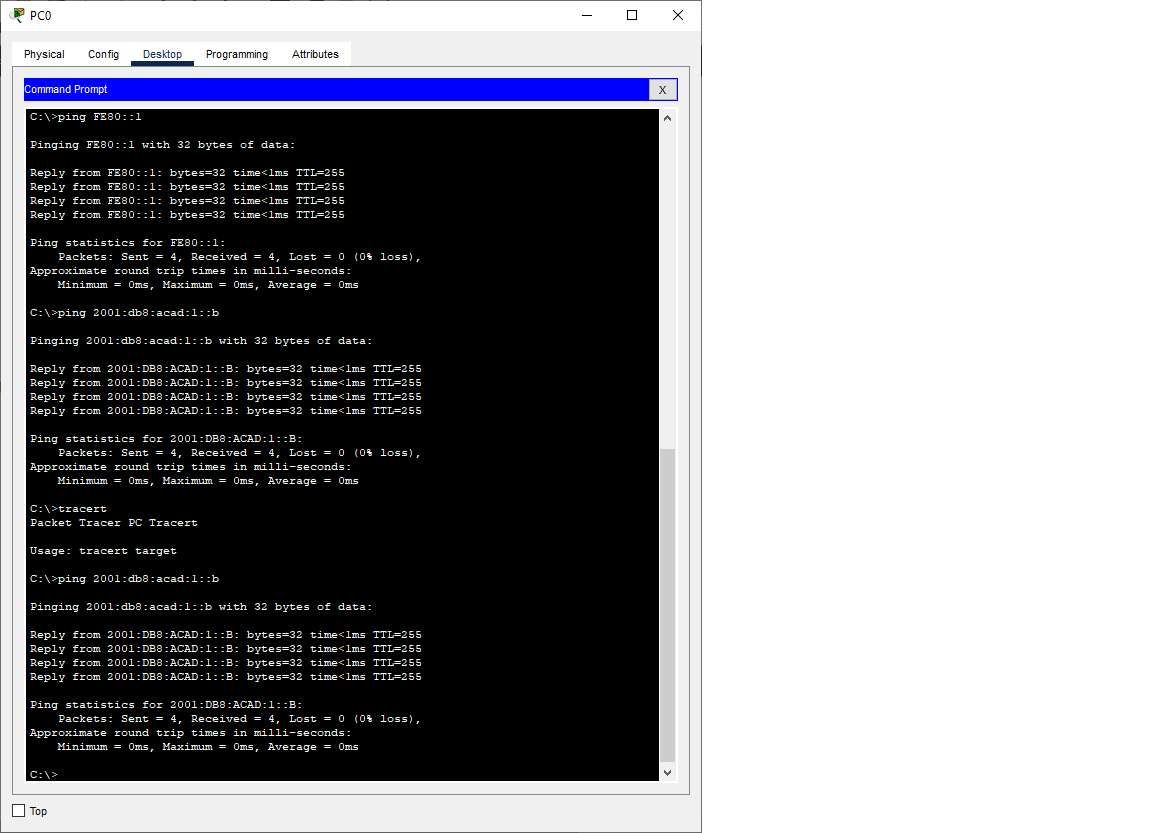 PC0
Physical Config Desktop Programming Attributes
Command Prompt X
C:\>ping FE80::1
Pinging FE80::1 with 32 bytes of data:
Reply from FE80::1: bytes=32 time<1ms TTL=255
Reply from FE80::1: bytes=32 time<1ms TTL=255
Reply from FE80::1: bytes=32 time<1ms TTL=255
Reply from FE80::1: bytes=32 time<1ms TTL=255
Ping statistics for FE80::1:
Packets: Sent = 4, Received = 4, Lost = 0 (0% loss),
Approximate round trip times in milli-seconds:
Minimum = 0ms, Maximum = 0ms, Average = 0ms
C:\>ping 2001:db8:acad:1::b
Pinging 2001:db8:acad:1::b with 32 bytes of data:
Reply from 2001:DB8:ACAD:1::B: bytes=32 time<1ms TTL=255
Reply from 2001:DB8:ACAD:1::B: bytes=32 time<1ms TTL=255
Reply from 2001:DB8:ACAD:1::B: bytes=32 time<1ms TTL=255
Reply from 2001:DB8:ACAD:1::B: bytes=32 time<1ms TTL=255
Ping statistics for 2001:DB8:ACAD:1::B:
Packets: Sent = 4, Received = 4, Lost = 0 (0% loss),
Approximate round trip times in milli-seconds:
Minimum = 0ms, Maximum = 0ms, Average = 0ms
C:\>tracert
Packet Tracer PC Tracert
Usage: tracert target
C:\>ping 2001:db8:acad:1::b
Pinging 2001:db8:acad:1::b with 32 bytes of data:
Reply from 2001:DB8:ACAD:1::B: bytes=32 time<1ms TTL=255
Reply from 2001:DB8:ACAD:1::B: bytes=32 time<1ms TTL=255
Reply from 2001:DB8:ACAD:1::B: bytes=32 time<1ms TTL=255
Reply from 2001:DB8:ACAD:1::B: bytes=32 time<1ms TTL=255
Ping statistics for 2001:DB8:ACAD:1::B:
Packets: Sent = 4, Received = 4, Lost = 0 (0% loss),
Approximate round trip times in milli-seconds:
Minimum = 0ms, Maximum = 0ms, Average = 0ms
C:\>
Top